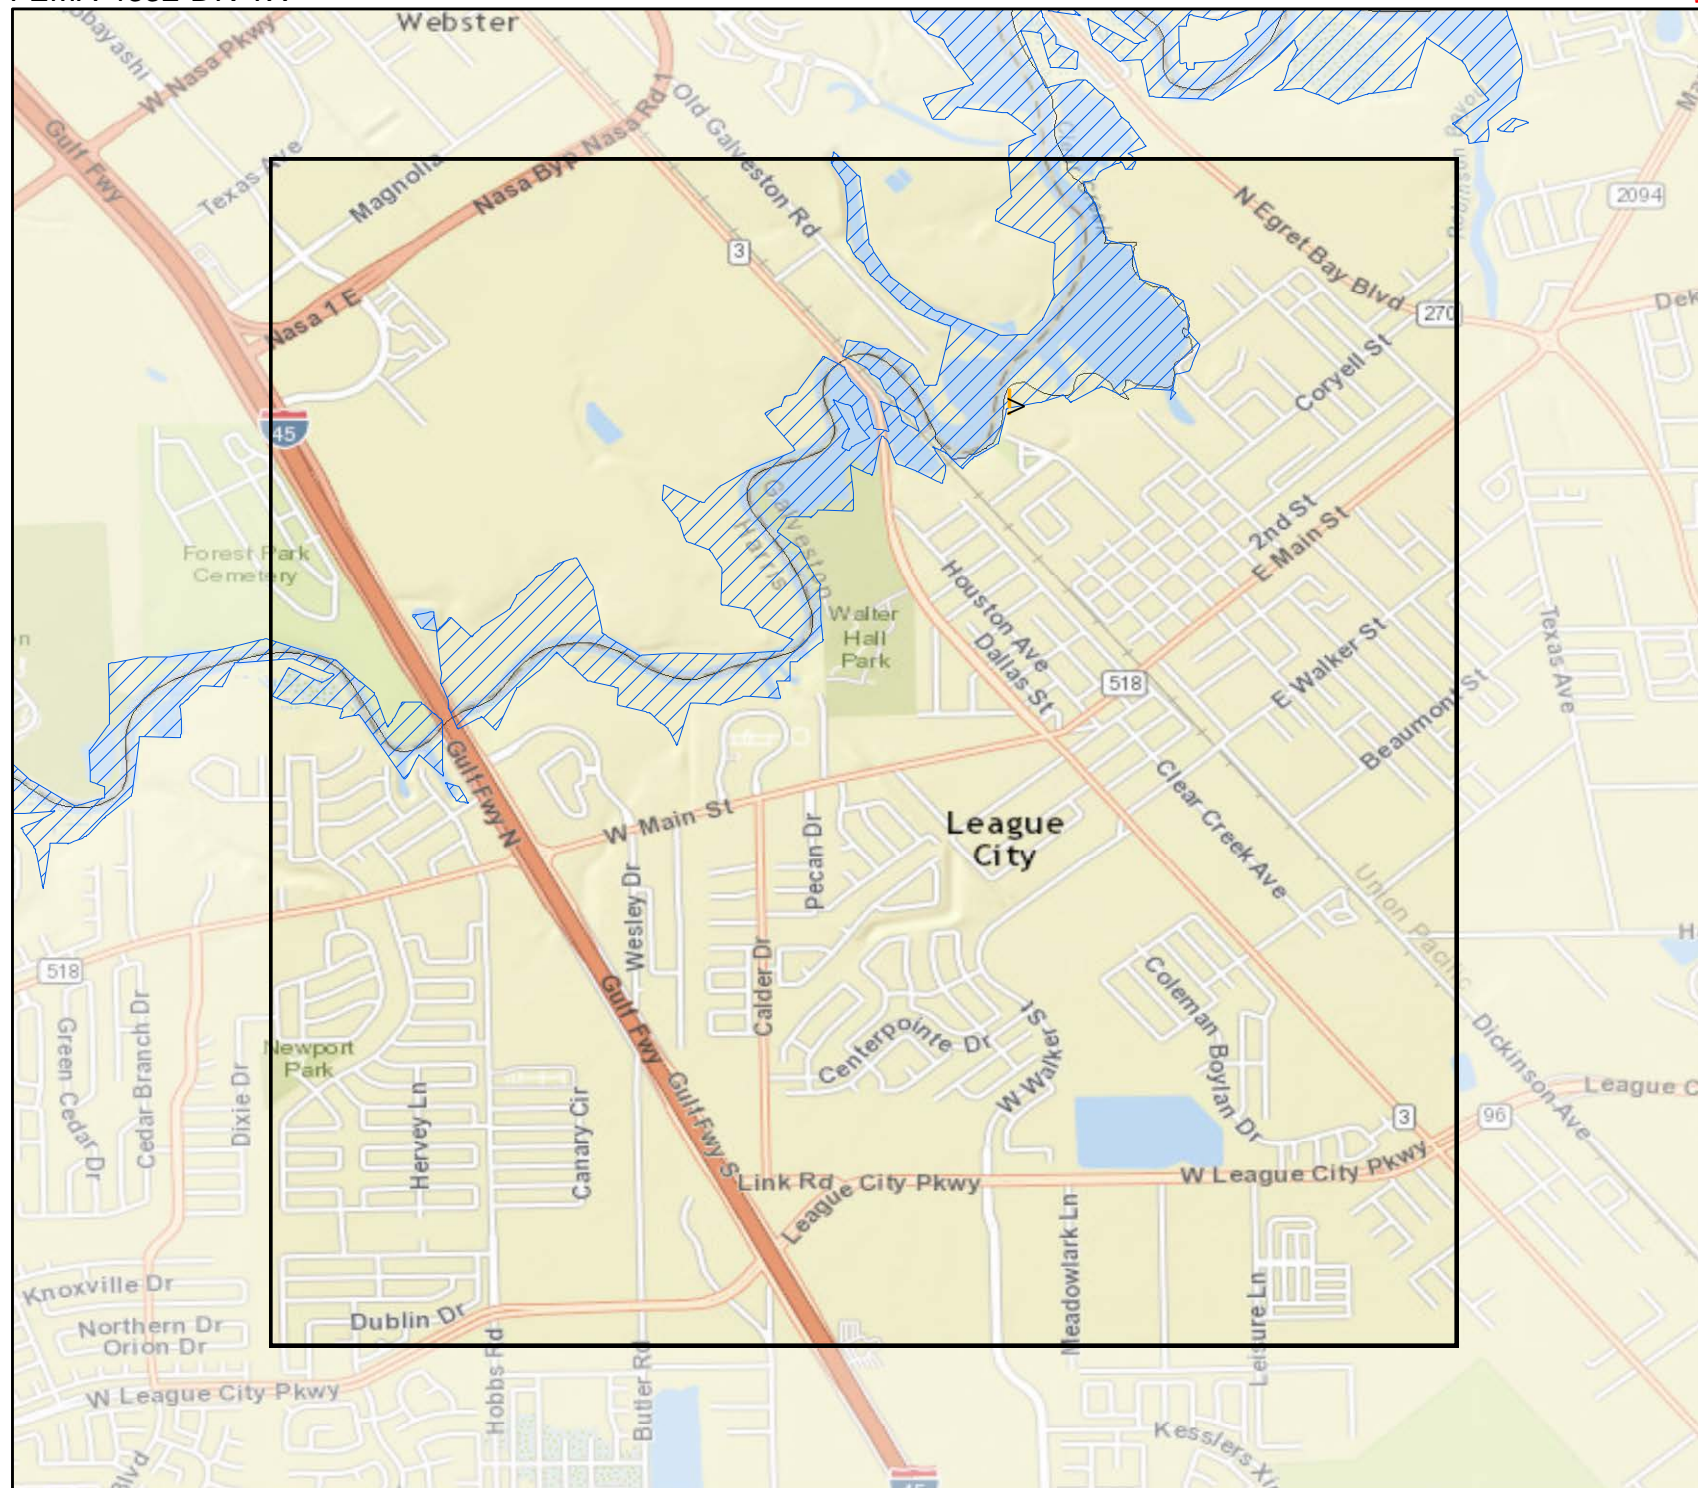 Webster
W Nasa Pkwy
Gulf Fwy
Texas Ave
Magnolia
Nasa Byp
Nasa Rd 1
Old Galveston Rd
3
N Egret Bay Blvd
2094
270
Nasa 1 E
Coryell St
45
Forest Park
Cemetery
Galveston
Harris
2nd St
E Main St
Walter
Hall
Park
Houston Ave
Dallas St
518
E Walker St
Beaumont St
Texas Ave
Gulf Fwy N
W Main St
Wesley Dr
Pecan Dr
League
City
Clear Creek Ave
Union Pacific
518
Calder Dr
Gulf Fwy
Centerpointe Dr
W Walker St
Coleman Boylan Dr
Dickinson Ave
Green Cedar Dr
Cedar Branch Dr
Dixie Dr
Newport
Park
Hervey Ln
Canary Cir
Gulf Fwy S
3
96
League C
Link Rd
League City Pkwy
W League City Pkwy
Meadowlark Ln
Leisure Ln
Knoxville Dr
Northern Dr
Orion Dr
Dublin Dr
Hobbs Rd
Butler Rd
W League City Pkwy
Blvd